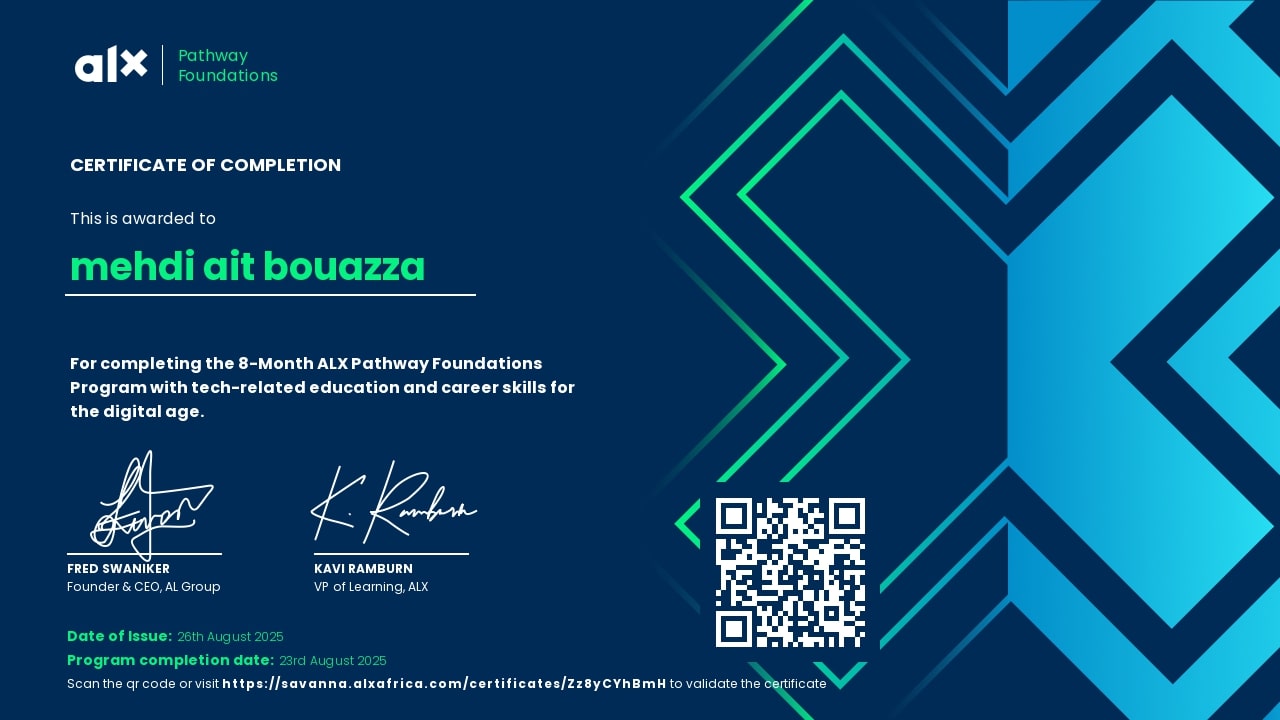 alx
Pathway
Foundations
CERTIFICATE OF COMPLETION
This is awarded to
mehdi ait bouazza
For completing the 8-Month ALX Pathway Foundations
Program with tech-related education and career skills for
the digital age.
K. Ramburn
FRED SWANIKER
Founder & CEO, AL Group
KAVI RAMBURN
VP of Learning, ALX
Date of Issue: 26th August 2025
Program completion date: 23rd August 2025
Scan the qr code or visit https://savanna.alxafrica.com/certificates/Zz8yCYhBmH to validate the certificate